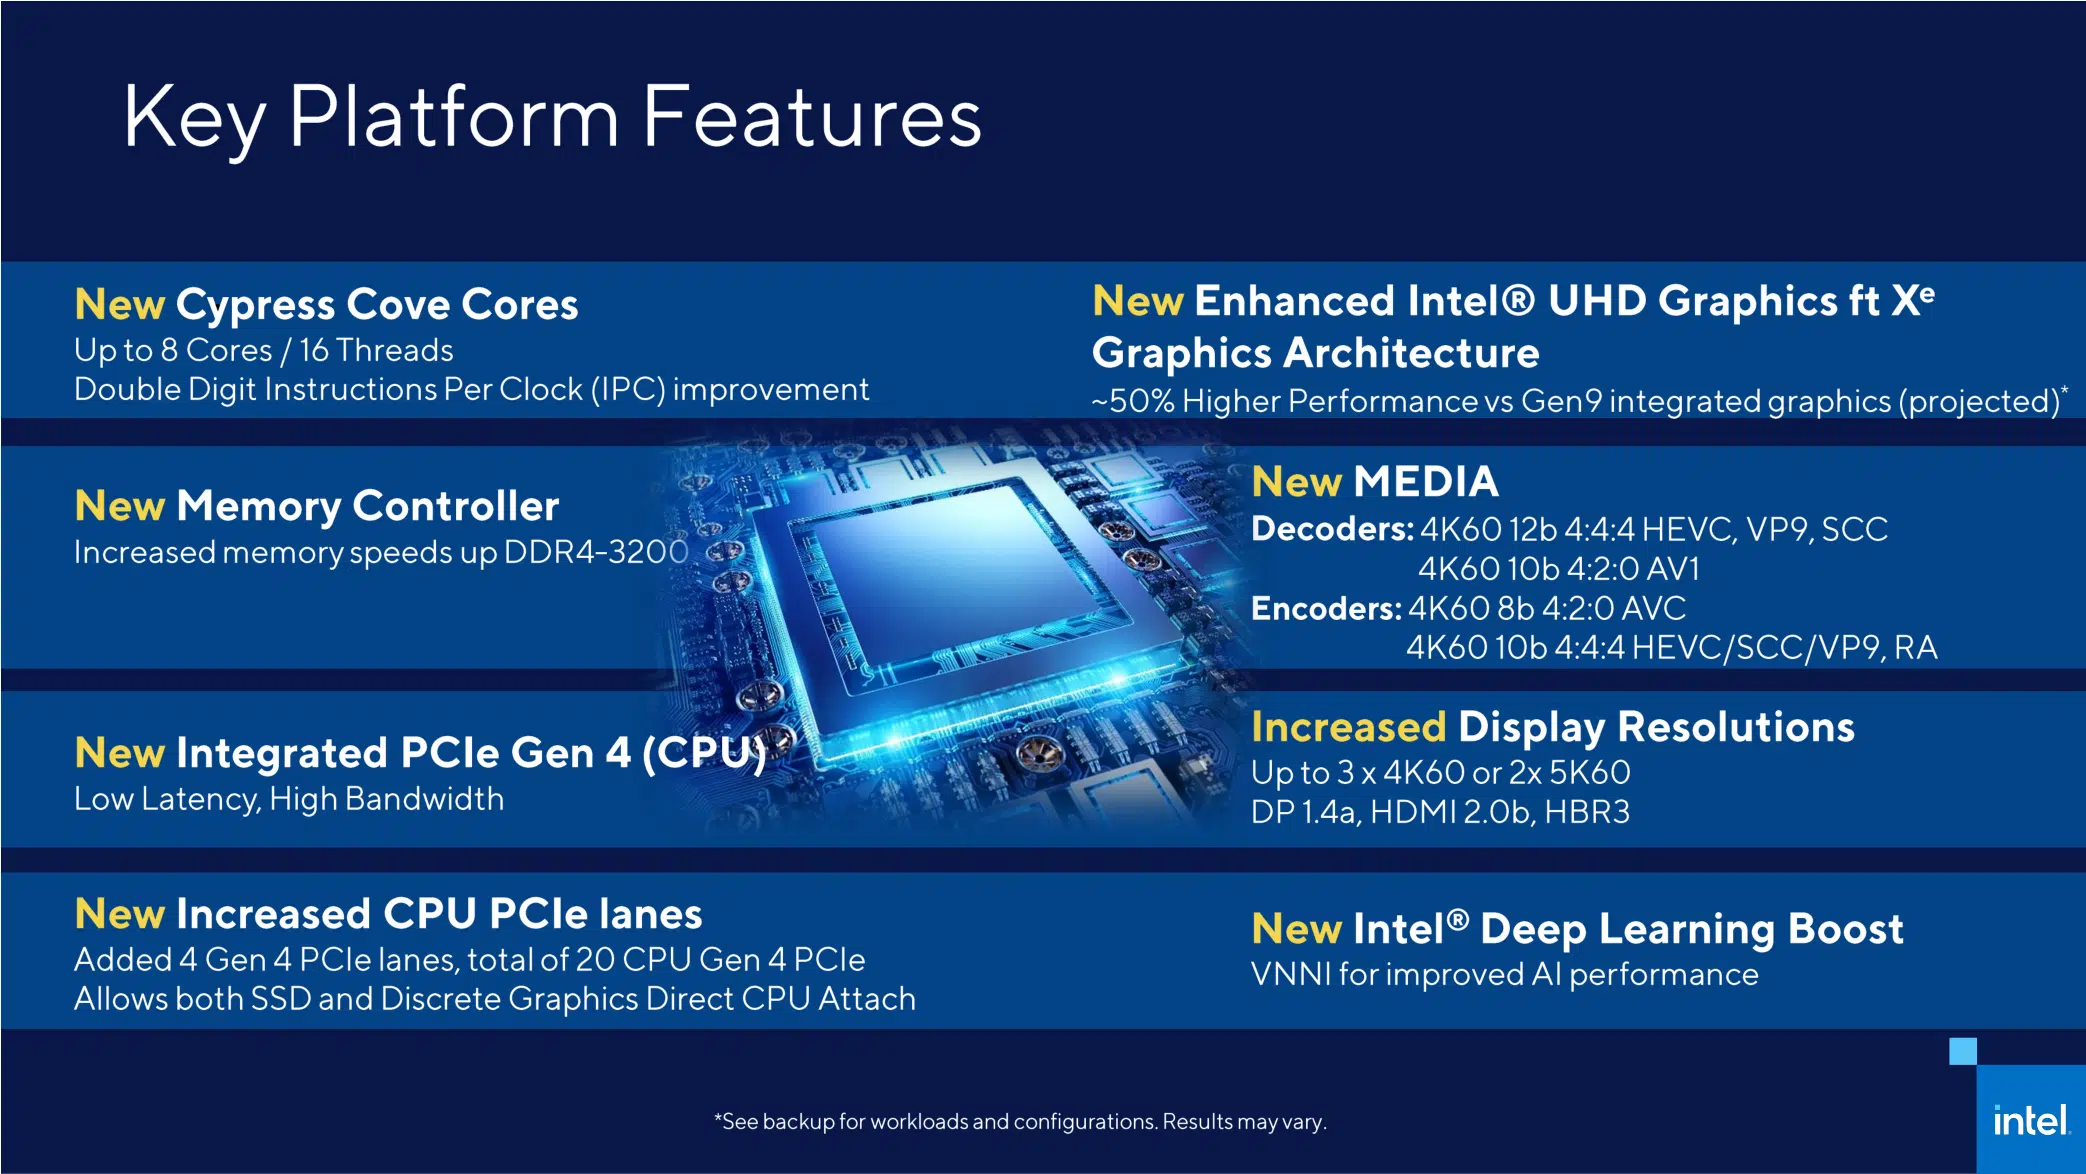 Key Platform Features
New Cypress Cove Cores
Up to 8 Cores / 16 Threads
Double Digit Instructions Per Clock (IPC) improvement
New Memory Controller
Increased memory speeds up DDR4-3200
New Integrated PCIe Gen 4 (CPU)
Low Latency, High Bandwidth
New Increased CPU PCIe lanes
Added 4 Gen 4 PCIe lanes, total of 20 CPU Gen 4 PCIe
Allows both SSD and Discrete Graphics Direct CPU Attach
New Enhanced Intel® UHD Graphics ft Xe
Graphics Architecture
~50% Higher Performance vs Gen9 integrated graphics (projected)*
New MEDIA
Decoders: 4K60 12b 4:4:4 HEVC, VP9, SCC
4K60 10b 4:2:0 AV1
Encoders: 4K60 8b 4:2:0 AVC
4K60 10b 4:4:4 HEVC/SCC/VP9, RA
Increased Display Resolutions
Up to 3 x 4K60 or 2x 5K60
DP 1.4a, HDMI 2.0b, HBR3
New Intel® Deep Learning Boost
VNNI for improved AI performance
*See backup for workloads and configurations. Results may vary.
intel.